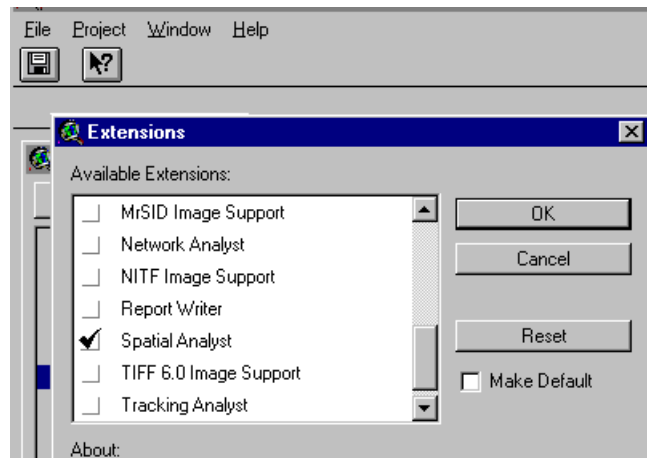 File Project Window Help
Extensions
Available Extensions:
MrSID Image Support
Network Analyst
NITF Image Support
Report Writer
Spatial Analyst
TIFF 6.0 Image Support
Tracking Analyst
OK
Cancel
Reset
Make Default
About: